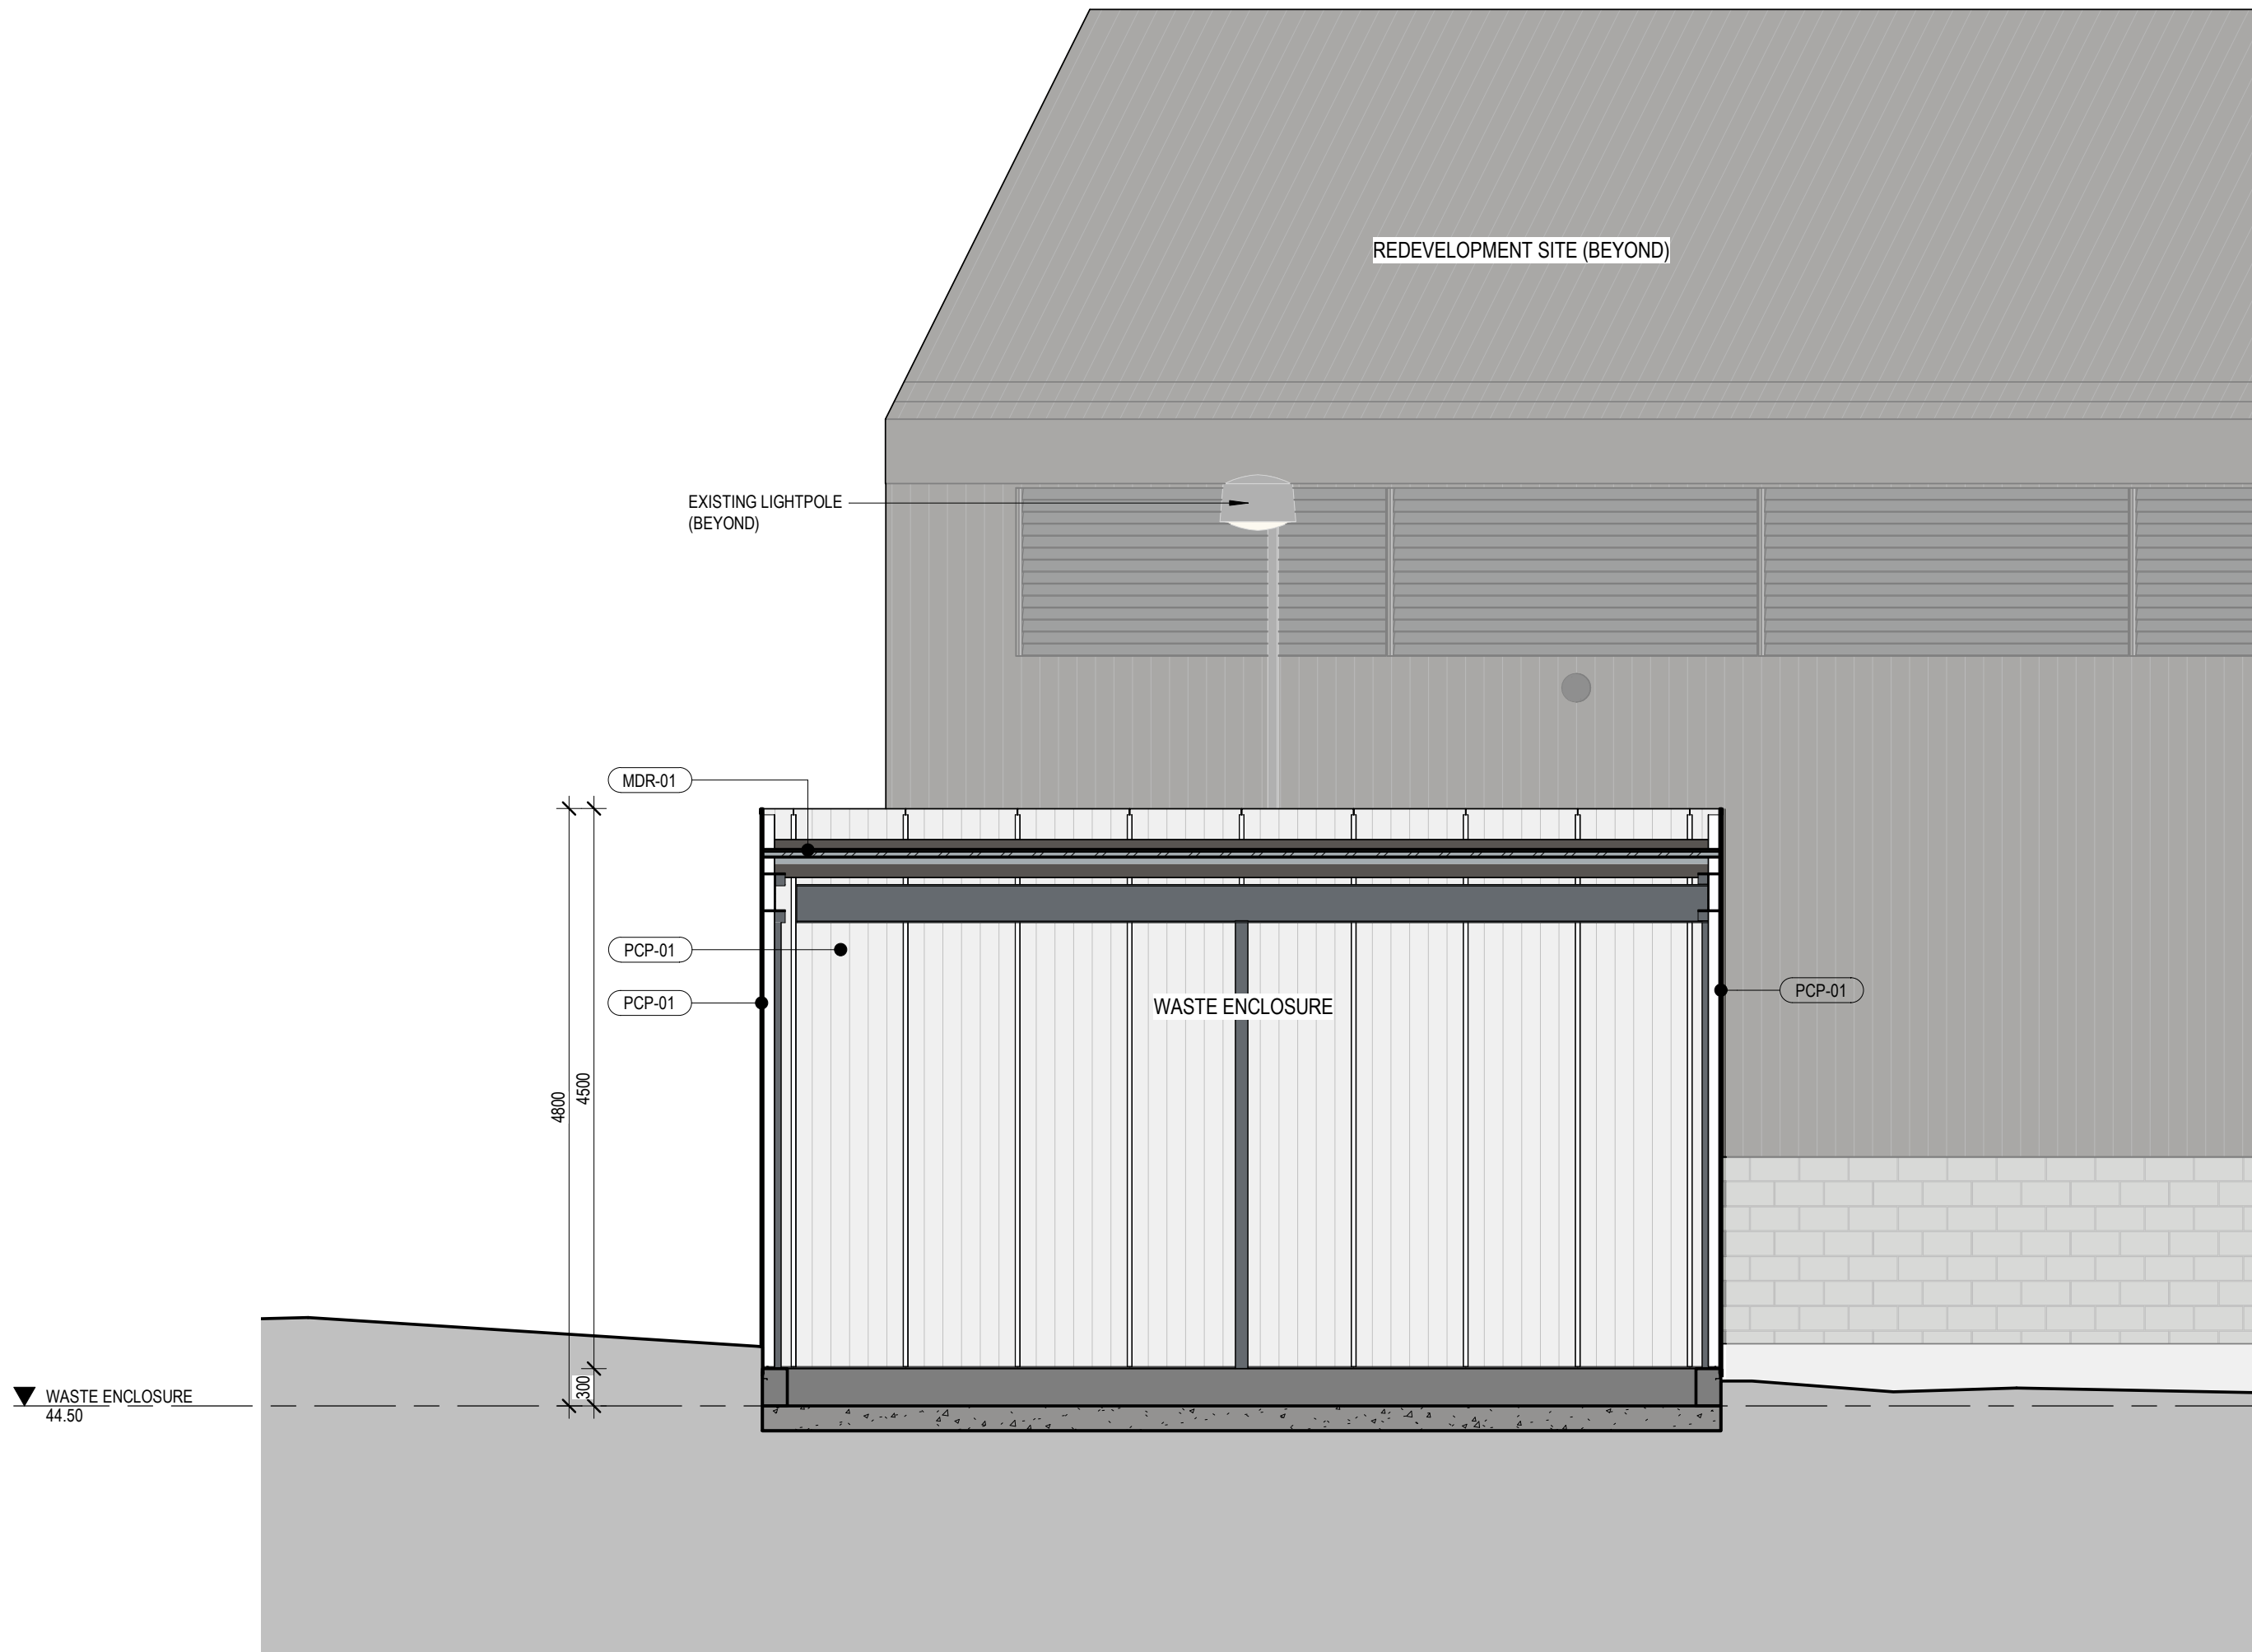 REDEVELOPMENT SITE (BEYOND)
EXISTING LIGHTPOLE
(BEYOND)
MDR-01
PCP-01
PCP-01
WASTE ENCLOSURE
PCP-01
4800
4500
300
WASTE ENCLOSURE
44.50